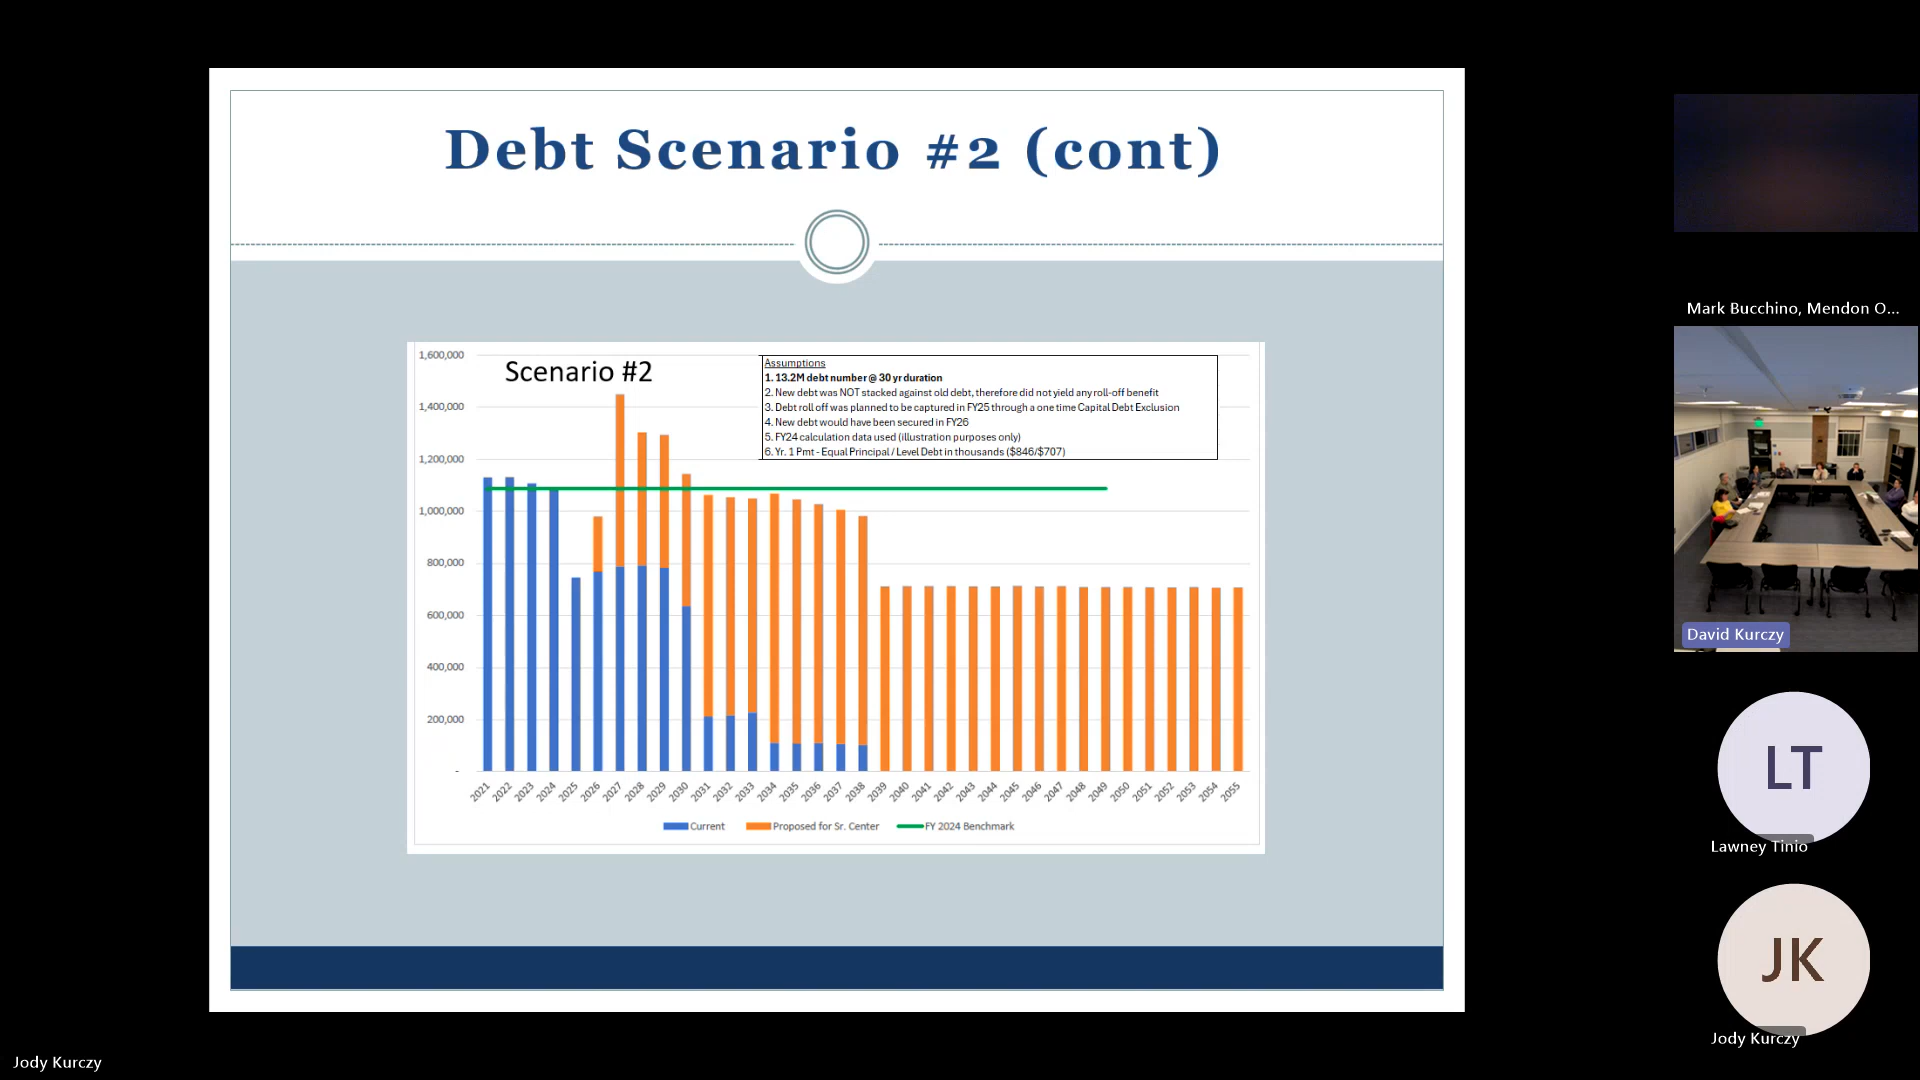 Debt Scenario #2 (cont)
Scenario #2
Assumptions
1. 13.2M debt number @ 30 yr duration
2. New debt was NOT stacked against old debt, therefore did not yield any roll-off benefit
3. Debt roll off was planned to be captured in FY25 through a one time Capital Debt Exclusion
4. New debt would have been secured in FY26
5. FY24 calculation data used (illustration purposes only)
6. Yr. 1 Pmt - Equal Principal / Level Debt in thousands ($846/$707)
1,600,000
1,400,000
1,200,000
1,000,000
800,000
600,000
400,000
200,000
-
2021 2022 2023 2024 2025 2026 2027 2028 2029 2030 2031 2032 2033 2034 2035 2036 2037 2038 2039 2040 2041 2042 2043 2044 2045 2046 2047 2048 2049 2050 2051 2052 2053 2054 2055
Current Proposed for Sr. Center FY 2024 Benchmark
Mark Bucchino, Mendon O...
David Kurczy
LT
Lawney Tinio
JK
Jody Kurczy
Jody Kurczy